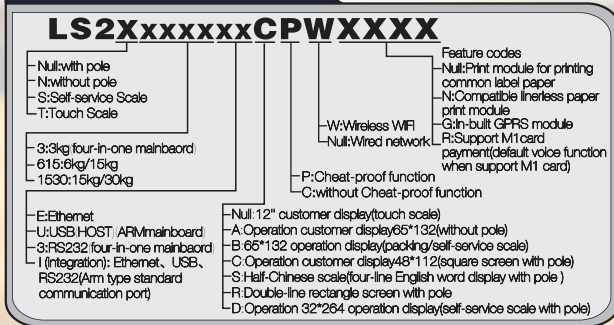 LS2XxxxxxxxCPWXXXX
Null:with pole
N:without pole
S:Self-service Scale
T:Touch Scale
3:3kg(four-in-one mainbaord)
615:6kg/15kg
1530:15kg/30kg
E:Ethernet
U:USB(HOST)(ARMmainboard)
3:RS232(four-in-one mainbaord)
I (integration): Ethernet、USB、
RS232(Arm type standard
communication port)
Null:12" customer display(touch scale)
A:Operation customer display65*132(without pole)
B:65*132 operation display(packing/self-service scale)
C:Operation customer display48*112(square screen with pole)
S:Half-Chinese scale(four-line English word display with pole )
R:Double-line rectangle screen with pole
D:Operation 32*264 operation display(self-service scale with pole)
P:Cheat-proof function
C:without Cheat-proof function
W:Wireless WIFI
Null:Wired network
Feature codes
Null:Print module for printing
common label paper
N:Compatible linerless paper
print module
G:In-built GPRS module
R:Support M1card
payment(default voice function
when support M1 card)